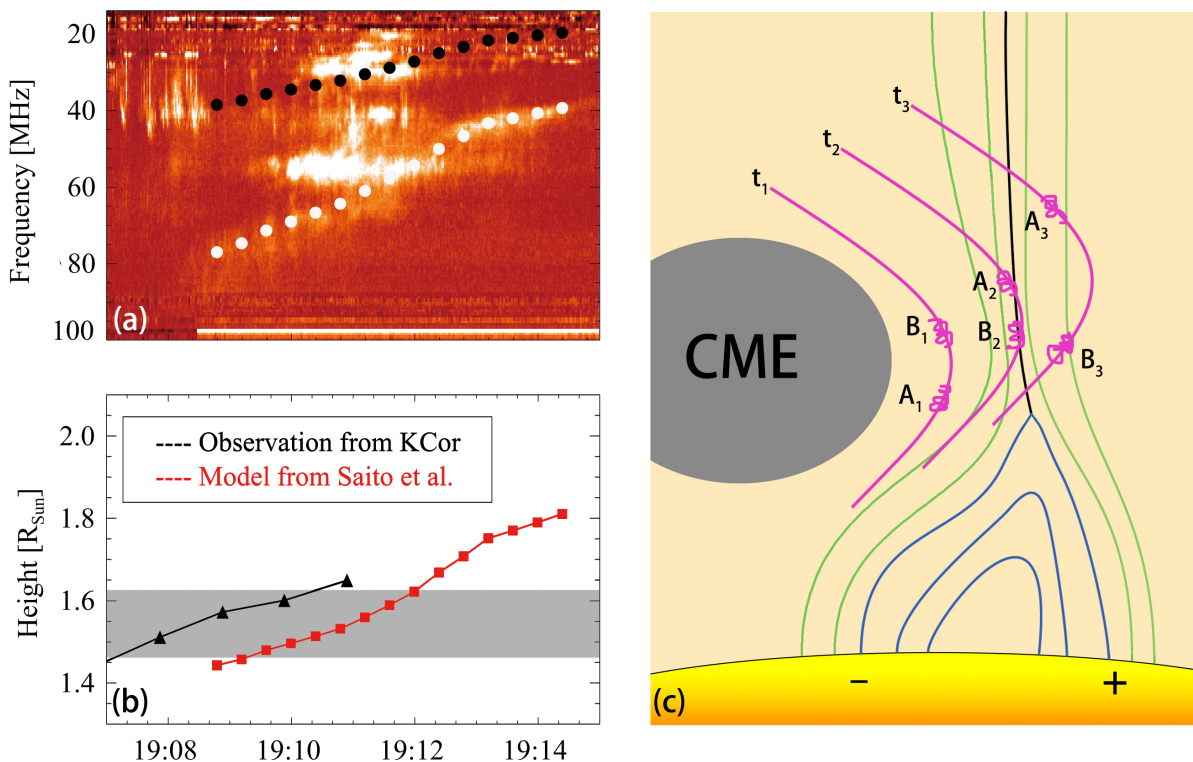 20
40
60
80
100
Frequency [MHz]
(a)
2.0
1.8
1.6
1.4
Height [R_Sun]
Observation from KCor
Model from Saito et al.
(b)
19:08 19:10 19:12 19:14
t₃
t₂
t₁
A₃
A₂
B₁ B₂
B₃
A₁
CME
(c) − +